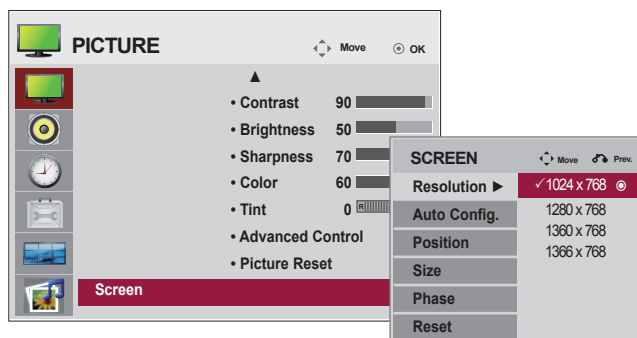 PICTURE
Move
OK
▲
• Contrast 90
• Brightness 50
• Sharpness 70
• Color 60
• Tint 0 R
• Advanced Control
• Picture Reset
Screen
SCREEN
Move
Prev.
Resolution ►
✓1024 x 768
1280 x 768
1360 x 768
1366 x 768
Auto Config.
Position
Size
Phase
Reset